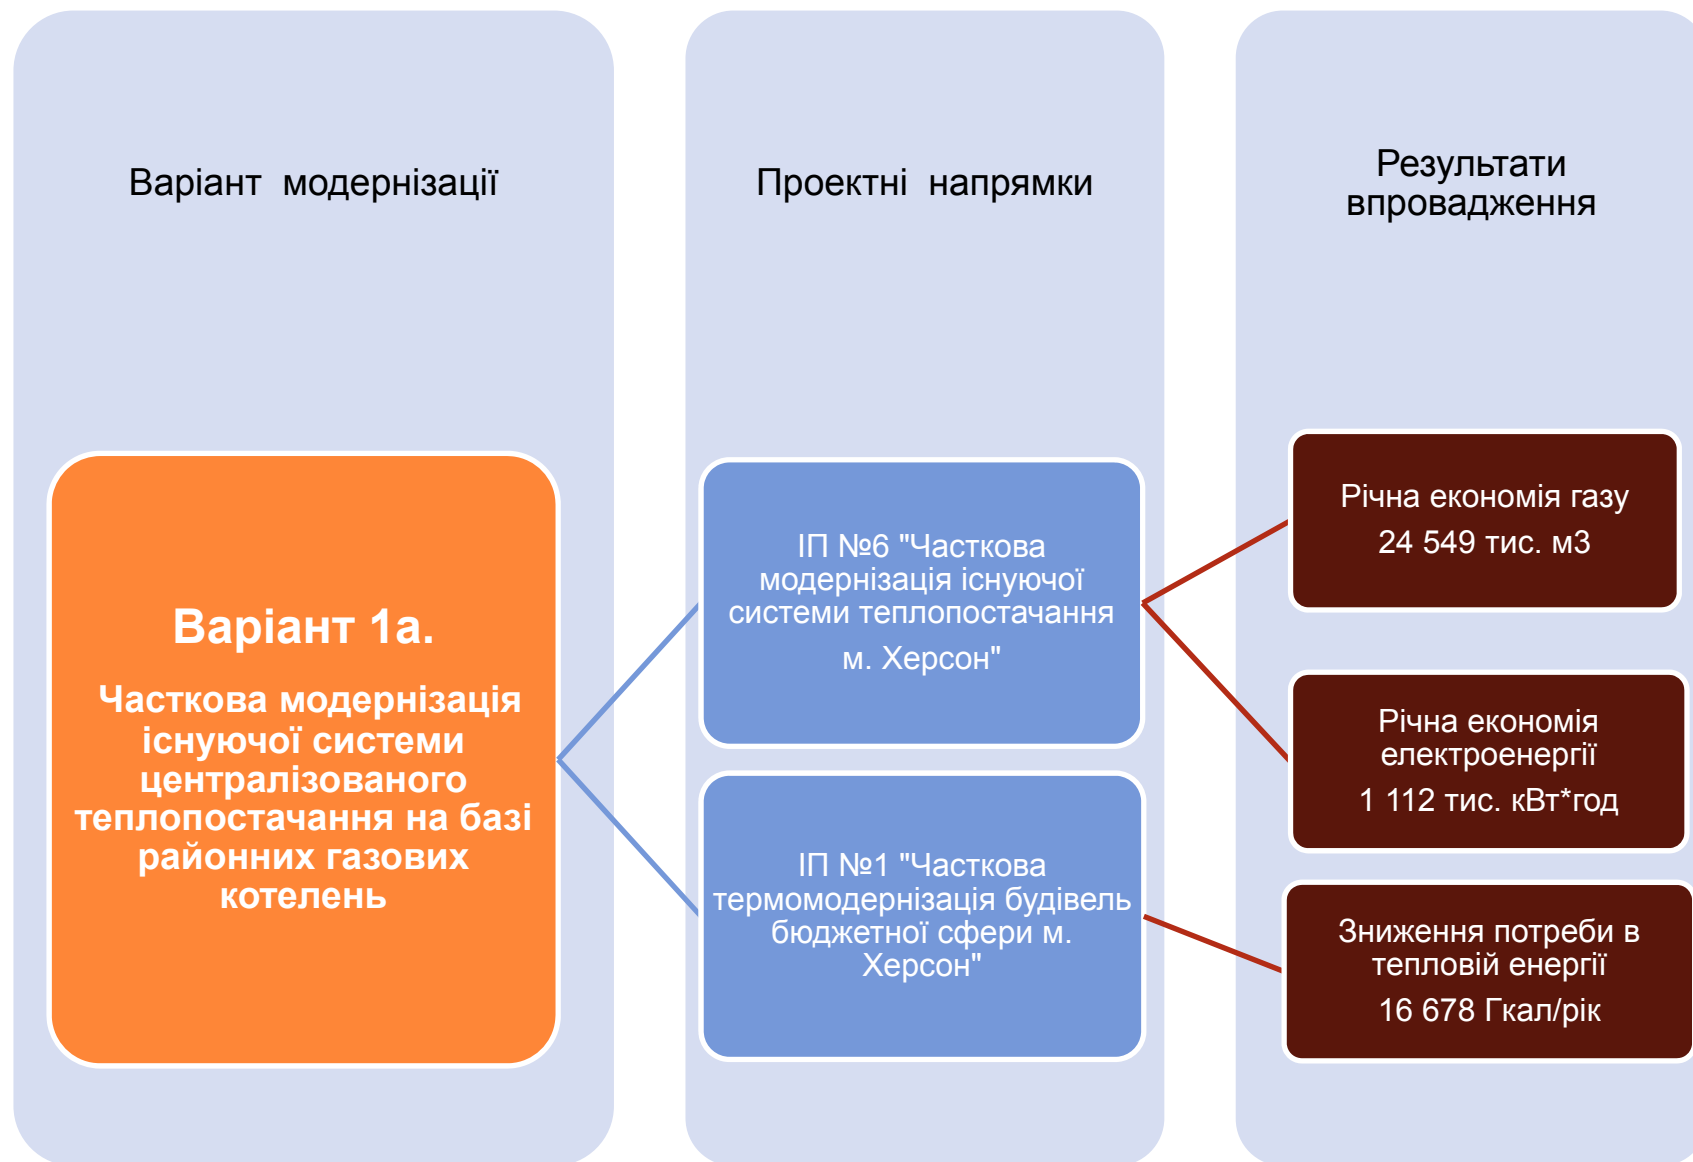 Варіант модернізації
Проектні напрямки
Результати
впровадження
Варіант 1а.
Часткова модернізація
існуючої системи
централізованого
теплопостачання на базі
районних газових
котелень
ІП №6 "Часткова
модернізація існуючої
системи теплопостачання
м. Херсон"
ІП №1 "Часткова
термомодернізація будівель
бюджетної сфери м.
Херсон"
Річна економія газу
24 549 тис. м3
Річна економія
електроенергії
1 112 тис. кВт*год
Зниження потреби в
тепловій енергії
16 678 Гкал/рік